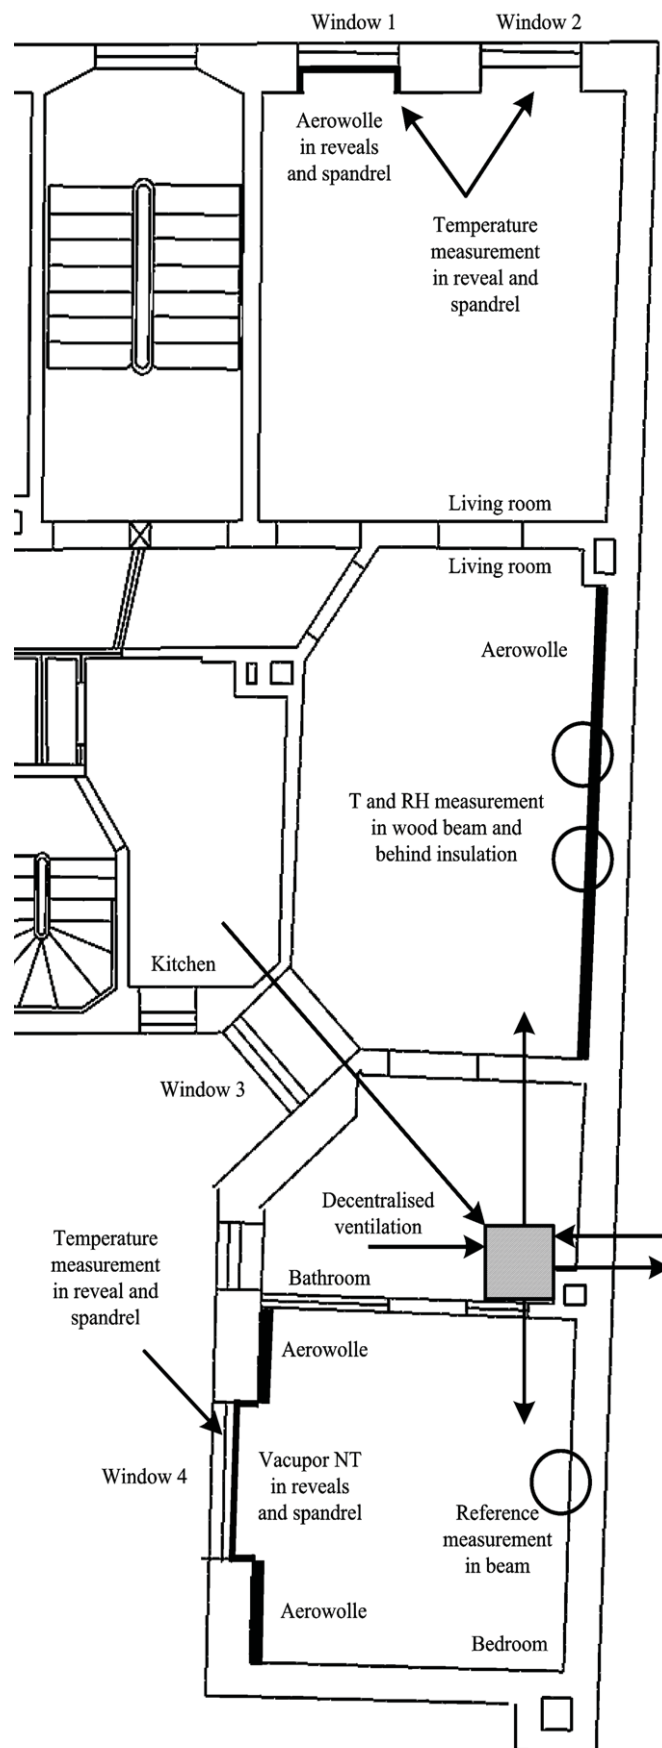 Window 1
Window 2
Aerowolle
in reveals
and spandrel
Temperature
measurement
in reveal and
spandrel
Living room
Living room
Aerowolle
T and RH measurement
in wood beam and
behind insulation
Kitchen
Window 3
Decentralised
ventilation
Temperature
measurement
in reveal and
spandrel
Bathroom
Aerowolle
Vacupor NT
in reveals
and spandrel
Window 4
Reference
measurement
in beam
Aerowolle
Bedroom